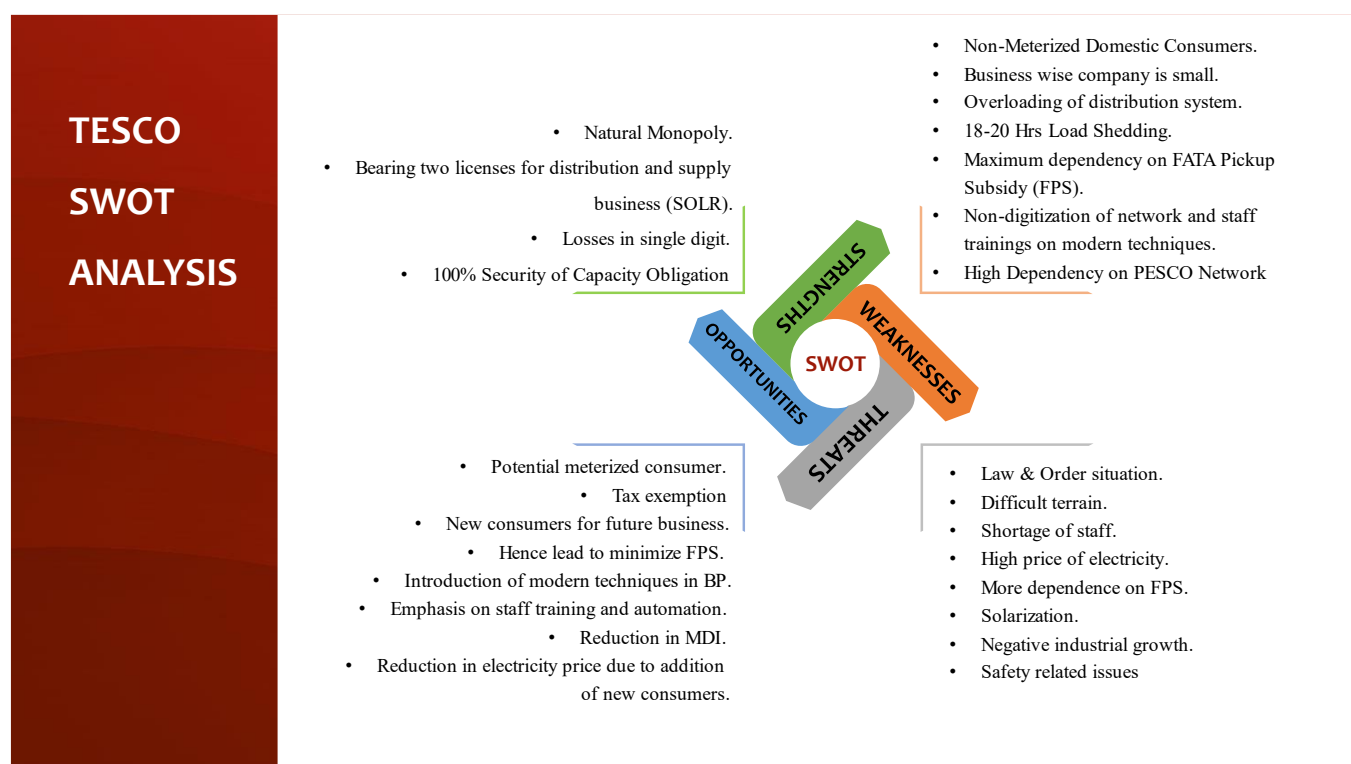 TESCO
SWOT
ANALYSIS
• Natural Monopoly.
• Bearing two licenses for distribution and supply
business (SOLR).
• Losses in single digit.
• 100% Security of Capacity Obligation
• Non-Meterized Domestic Consumers.
• Business wise company is small.
• Overloading of distribution system.
• 18-20 Hrs Load Shedding.
• Maximum dependency on FATA Pickup
Subsidy (FPS).
• Non-digitization of network and staff
trainings on modern techniques.
• High Dependency on PESCO Network
STRENGTHS
WEAKNESSES
OPPORTUNITIES
THREATS
SWOT
• Potential meterized consumer.
• Tax exemption
• New consumers for future business.
• Hence lead to minimize FPS.
• Introduction of modern techniques in BP.
• Emphasis on staff training and automation.
• Reduction in MDI.
• Reduction in electricity price due to addition
of new consumers.
• Law & Order situation.
• Difficult terrain.
• Shortage of staff.
• High price of electricity.
• More dependence on FPS.
• Solarization.
• Negative industrial growth.
• Safety related issues